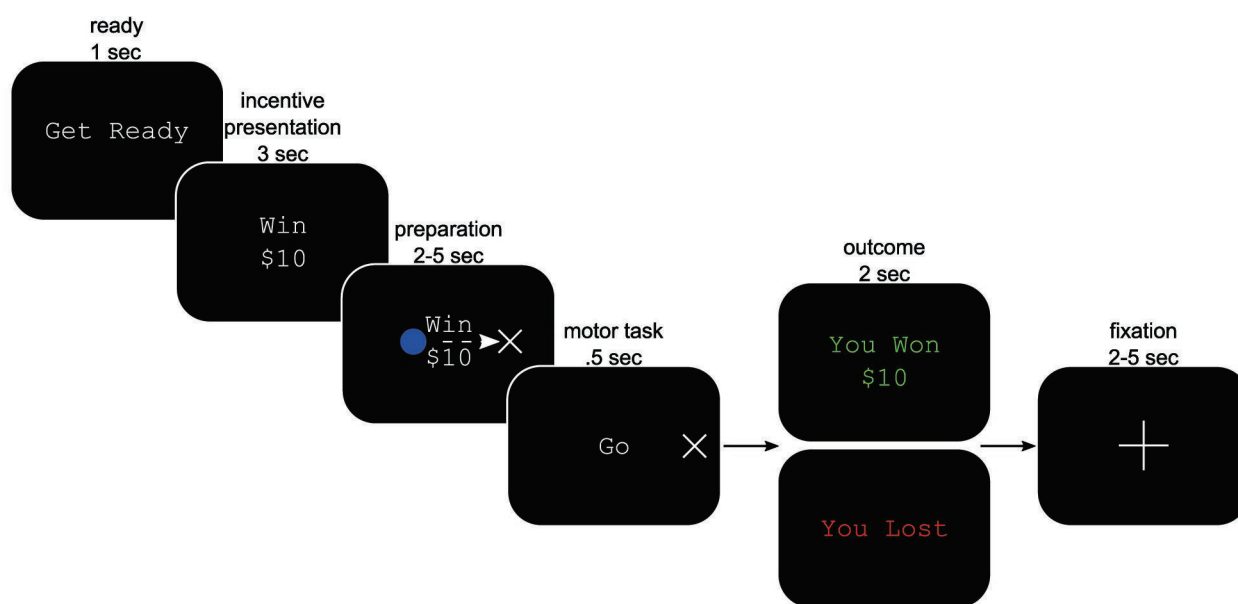 ready
1 sec
Get Ready
incentive
presentation
3 sec
Win
$10
preparation
2-5 sec
Win
$10
motor task
.5 sec
Go
outcome
2 sec
You Won
$10
You Lost
fixation
2-5 sec